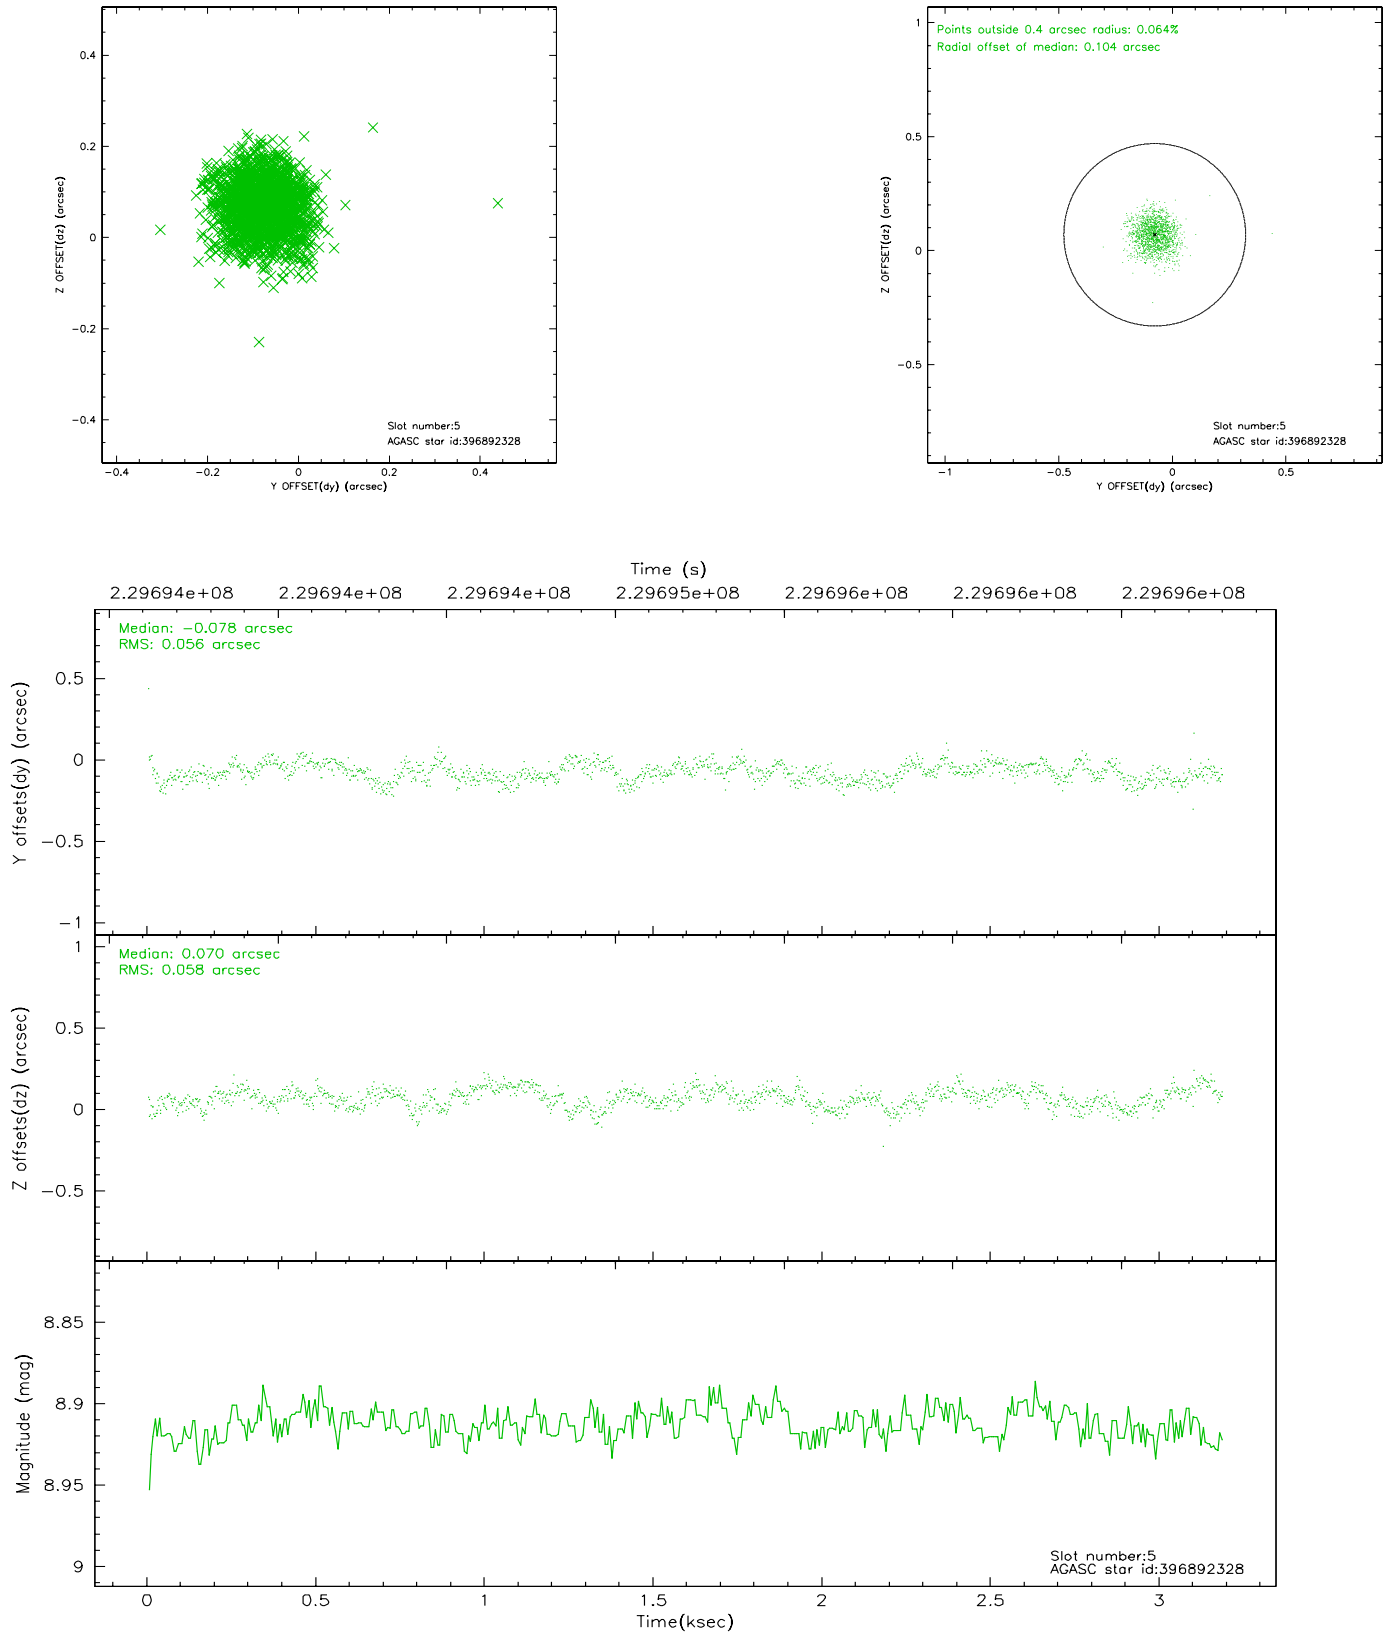 0.4
0.2
0
-0.2
-0.4
Z OFFSET(dz) (arcsec)
Slot number:5
AGASC star id:396892328
-0.4 -0.2 0 0.2 0.4
Y OFFSET(dy) (arcsec)
Points outside 0.4 arcsec radius: 0.064%
Radial offset of median: 0.104 arcsec
1
0.5
0
-0.5
Z OFFSET(dz) (arcsec)
Slot number:5
AGASC star id:396892328
-1 -0.5 0 0.5
Y OFFSET(dy) (arcsec)
Time (s)
2.29694e+08 2.29694e+08 2.29694e+08 2.29695e+08 2.29696e+08 2.29696e+08 2.29696e+08
Median: -0.078 arcsec
RMS: 0.056 arcsec
0.5
0
-0.5
-1
Y offsets(dy) (arcsec)
Median: 0.070 arcsec
RMS: 0.058 arcsec
1
0.5
0
-0.5
Z offsets(dz) (arcsec)
8.85
8.9
8.95
9
Magnitude (mag)
Slot number:5
AGASC star id:396892328
0 0.5 1 1.5 2 2.5 3
Time(ksec)